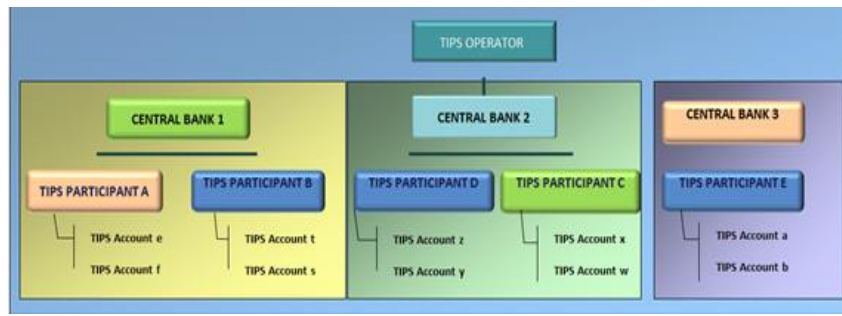 TIPS OPERATOR
CENTRAL BANK 1
CENTRAL BANK 2
CENTRAL BANK 3
TIPS PARTICIPANT A
TIPS PARTICIPANT B
TIPS PARTICIPANT D
TIPS PARTICIPANT C
TIPS PARTICIPANT E
TIPS Account e
TIPS Account t
TIPS Account z
TIPS Account x
TIPS Account a
TIPS Account f
TIPS Account s
TIPS Account y
TIPS Account w
TIPS Account b